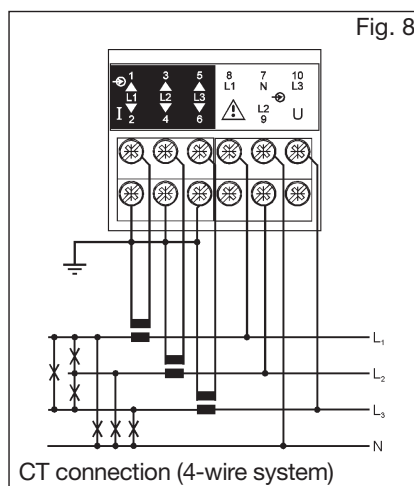 Fig. 8
1 3 5 8 7 10
L1 N L3
L1 L2 L3
I L2 U
2 4 6 9
L₁
L₂
L₃
N
CT connection (4-wire system)